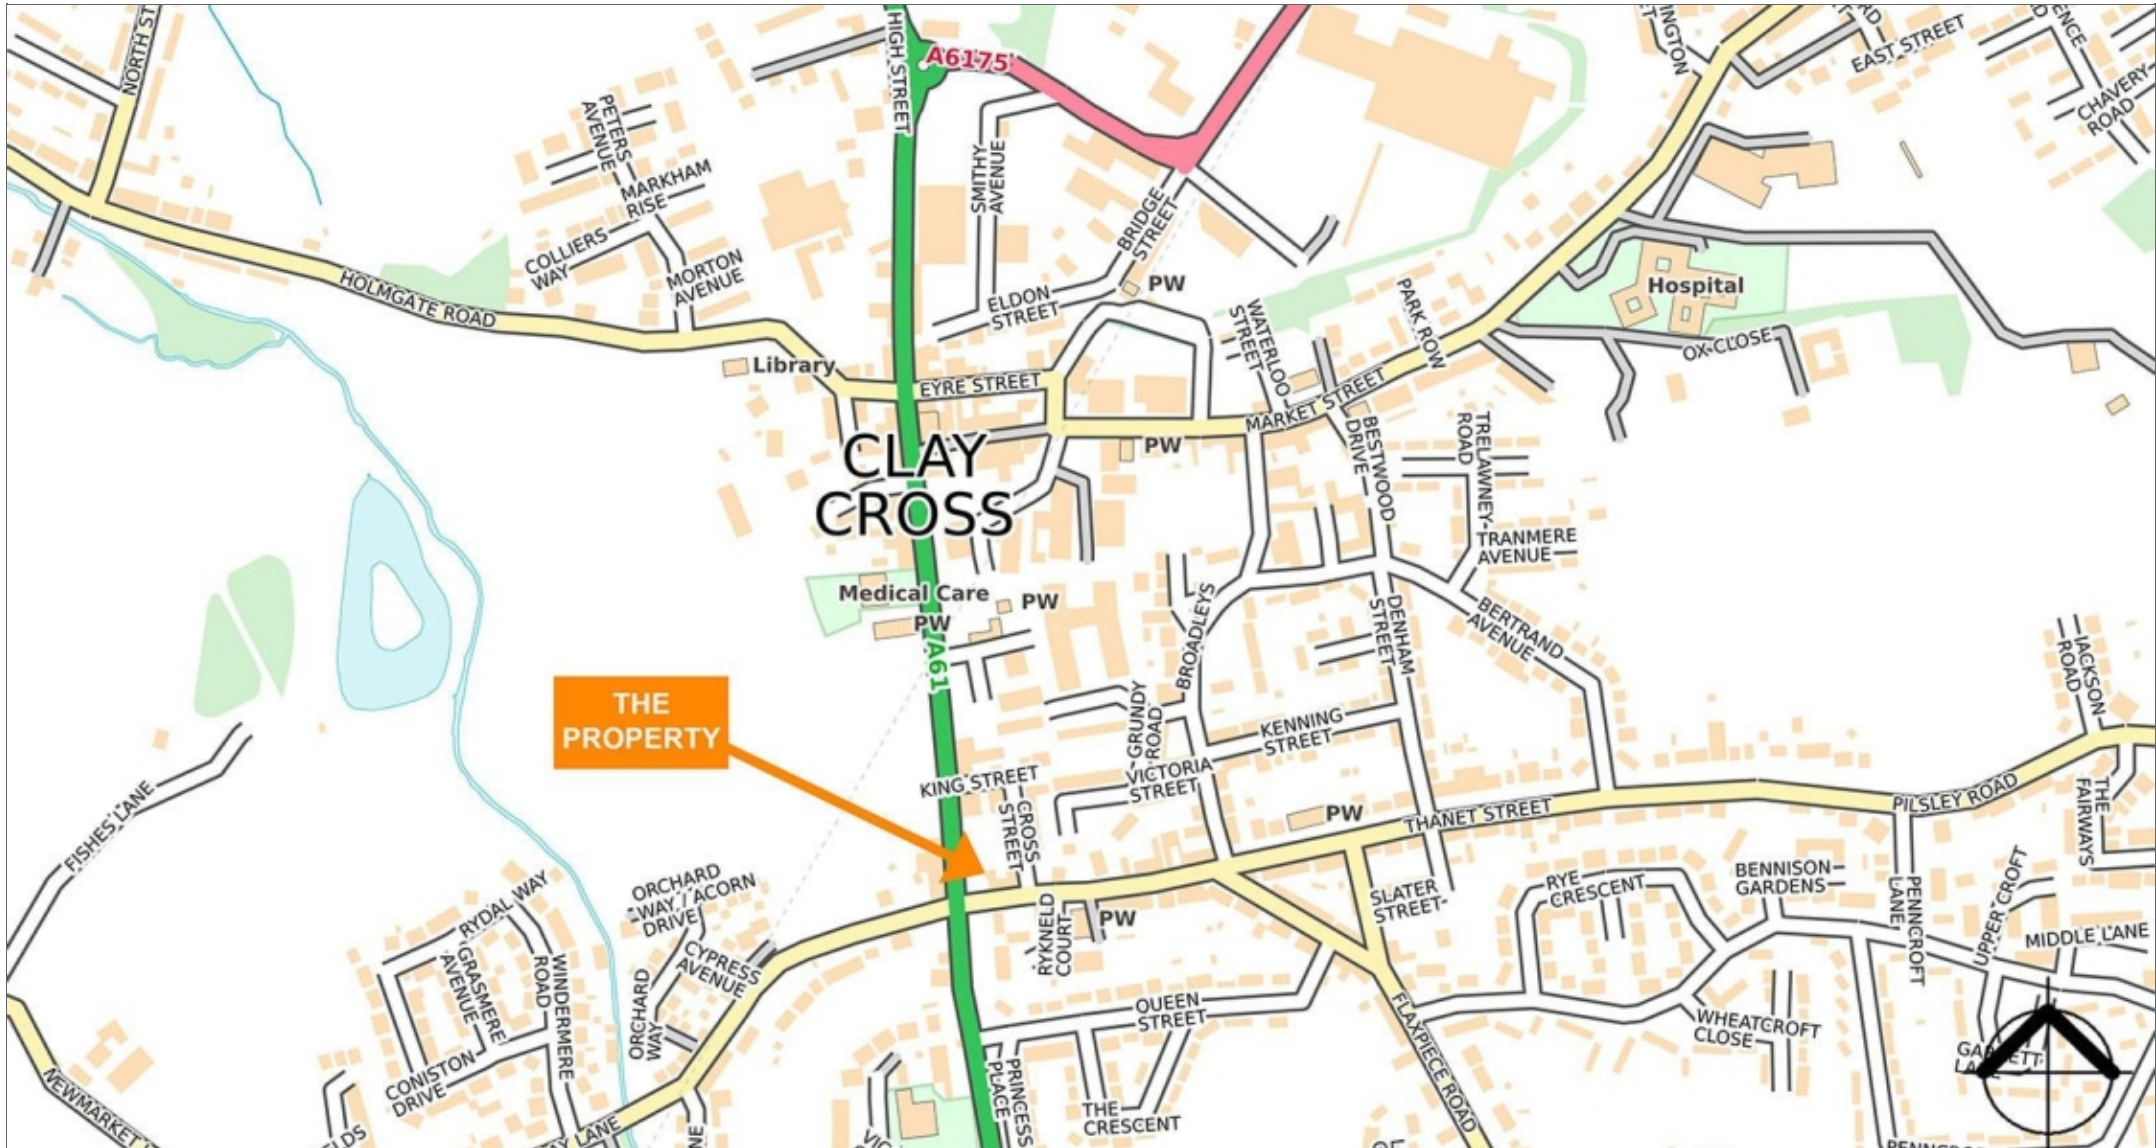 NORTH ST
HIGH STREET
A6175
EAST STREET
CHAVERY
ROAD
PETERS
AVENUE
MARKHAM
RISE
COLLIERS
WAY
MORTON
AVENUE
SMITHY
AVENUE
BRIDGE
STREET
PW
ELDON
STREET
HOLMGATE ROAD
Library
EYRE STREET
WATERLOO
STREET
PARK ROW
MARKET STREET
Hospital
OX CLOSE
CLAY
CROSS
PW
BESTWOOD
DRIVE
TRELAWNEY
ROAD
TRANMERE
AVENUE
Medical Care
PW
PW
A61
BROADLEYS
DENHAM
STREET
BERTRAND
AVENUE
JACKSON
ROAD
THE
PROPERTY
GRUNDY
ROAD
KENNING
STREET
KING STREET
VICTORIA
STREET
CROSS
STREET
PW
THANET STREET
PILSLEY ROAD
THE
FAIRWAYS
FISHES LANE
ORCHARD
WAY / ACORN
DRIVE
RYDAL WAY
GRASMERE
AVENUE
WINDERMERE
ROAD
CYPRESS
AVENUE
ORCHARD
WAY
CONISTON
DRIVE
RYKNELD
COURT
PW
SLATER
STREET
RYE
CRESCENT
BENNISON
GARDENS
PENNCROFT
LANE
UPPER CROFT
MIDDLE LANE
QUEEN
STREET
FLAXPIECE ROAD
WHEATCROFT
CLOSE
NEWMARKET
PRINCESS
PLACE
THE
CRESCENT